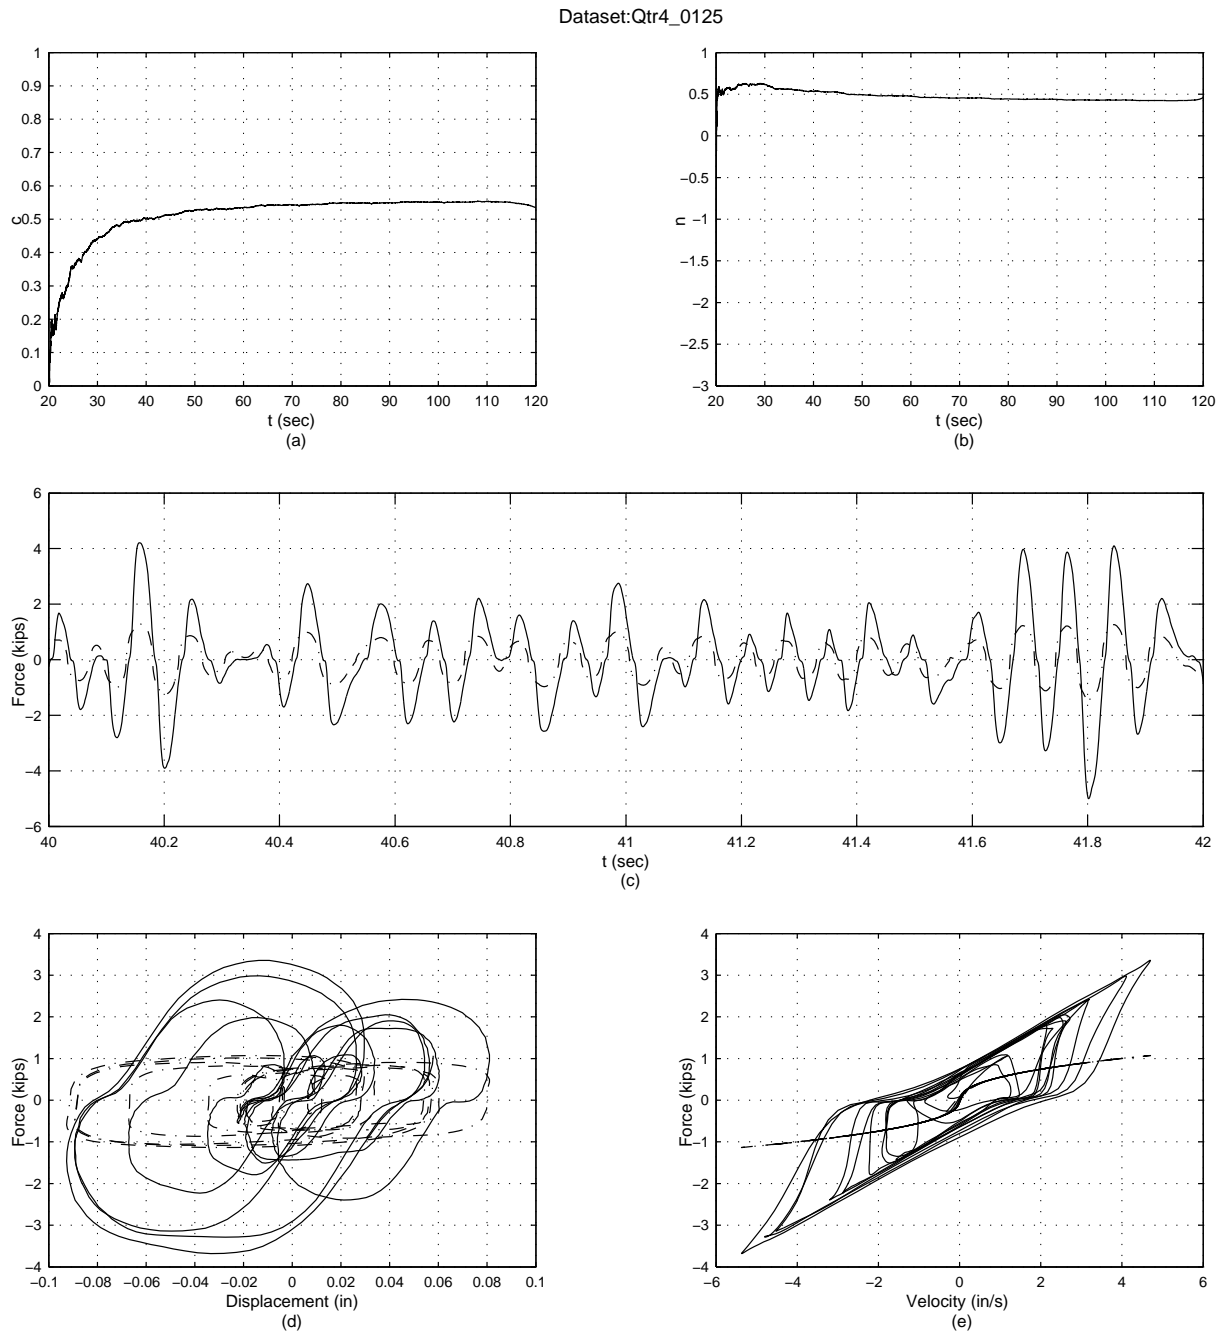 Dataset:Qtr4_0125
1
0.9
0.8
0.7
0.6
0.5
0.4
0.3
0.2
0.1
0
c
20 30 40 50 60 70 80 90 100 110 120
t (sec)
(a)
1
0.5
0
−0.5
−1
−1.5
−2
−2.5
−3
n
20 30 40 50 60 70 80 90 100 110 120
t (sec)
(b)
6
4
2
0
−2
−4
−6
Force (kips)
40 40.2 40.4 40.6 40.8 41 41.2 41.4 41.6 41.8 42
t (sec)
(c)
4
3
2
1
0
−1
−2
−3
−4
Force (kips)
−0.1 −0.08 −0.06 −0.04 −0.02 0 0.02 0.04 0.06 0.08 0.1
Displacement (in)
(d)
4
3
2
1
0
−1
−2
−3
−4
Force (kips)
−6 −4 −2 0 2 4 6
Velocity (in/s)
(e)